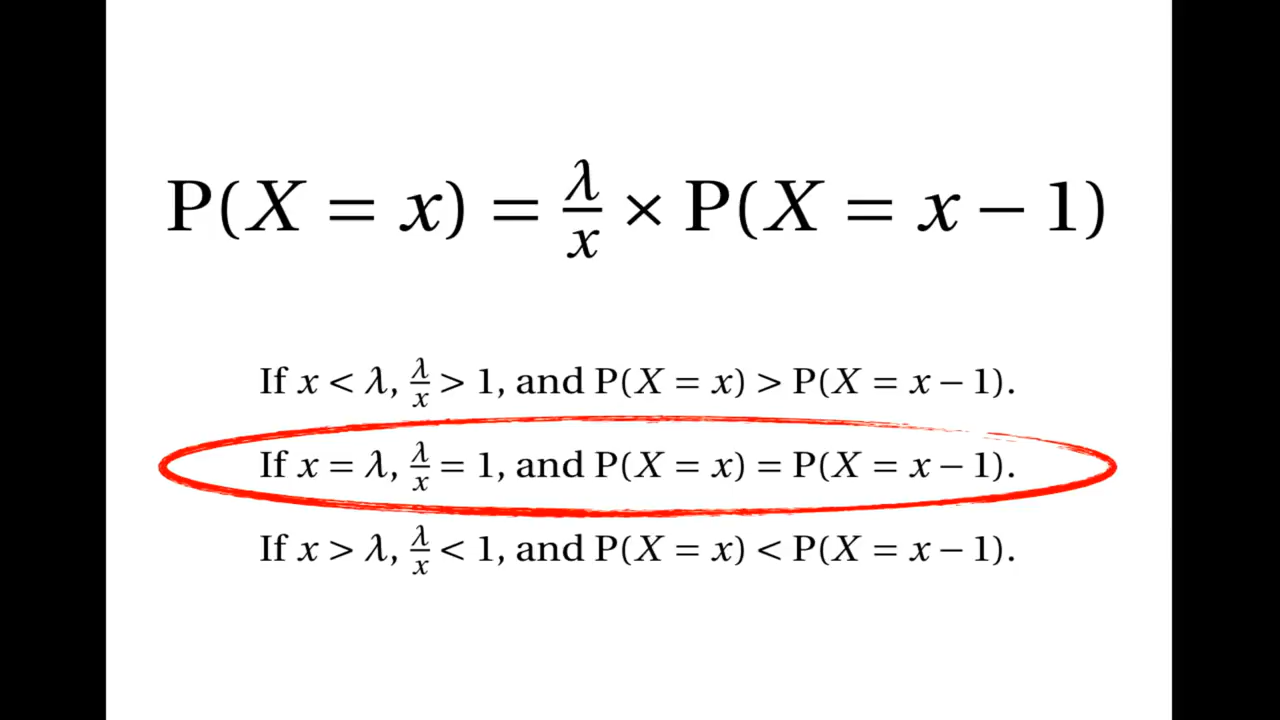 P(X = x) = λ/x × P(X = x − 1)
If x < λ, λ/x > 1, and P(X = x) > P(X = x − 1).
If x = λ, λ/x = 1, and P(X = x) = P(X = x − 1).
If x > λ, λ/x < 1, and P(X = x) < P(X = x − 1).